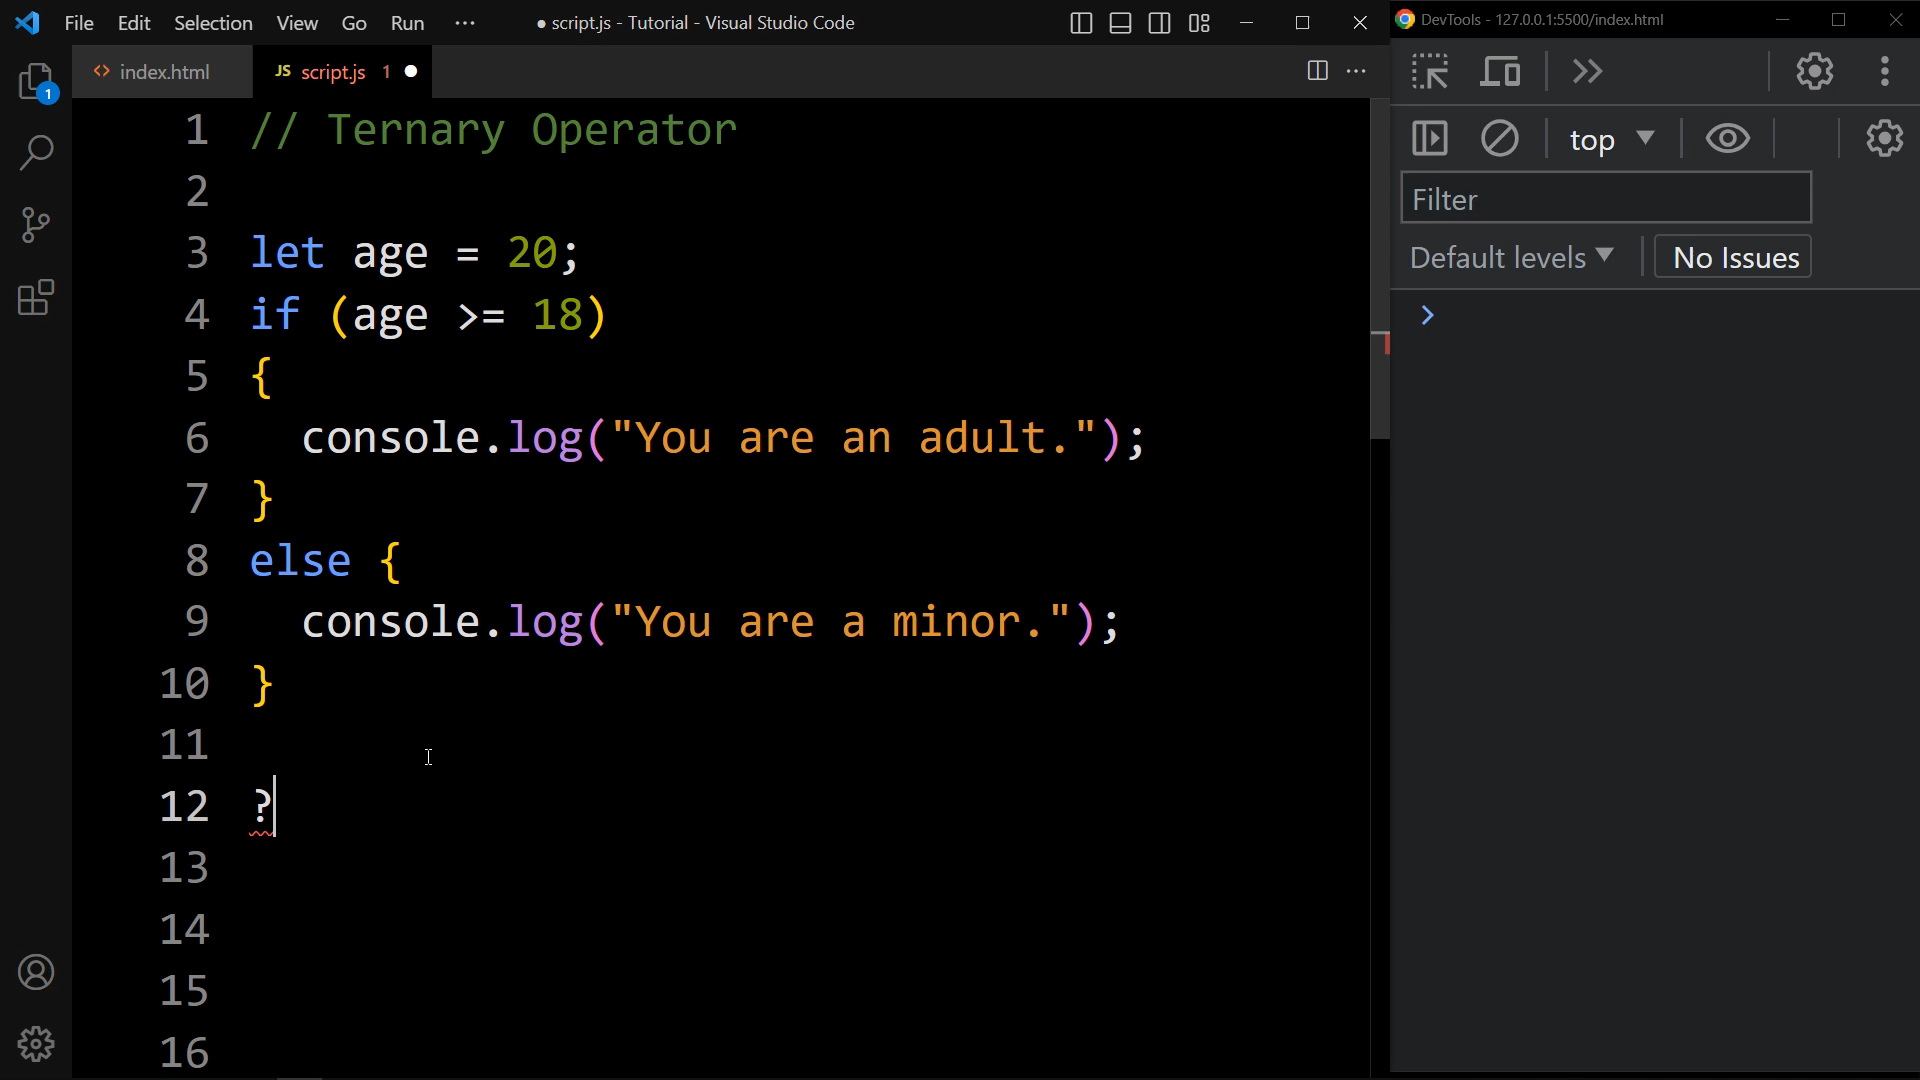 File Edit Selection View Go Run ··· ● script.js - Tutorial - Visual Studio Code
DevTools - 127.0.0.1:5500/index.html
<> index.html JS script.js 1 ●
1
top
Filter
Default levels No Issues
1 // Ternary Operator
2
3 let age = 20;
4 if (age >= 18)
5 {
6 console.log("You are an adult.");
7 }
8 else {
9 console.log("You are a minor.");
10 }
11
12 ?
13
14
15
16